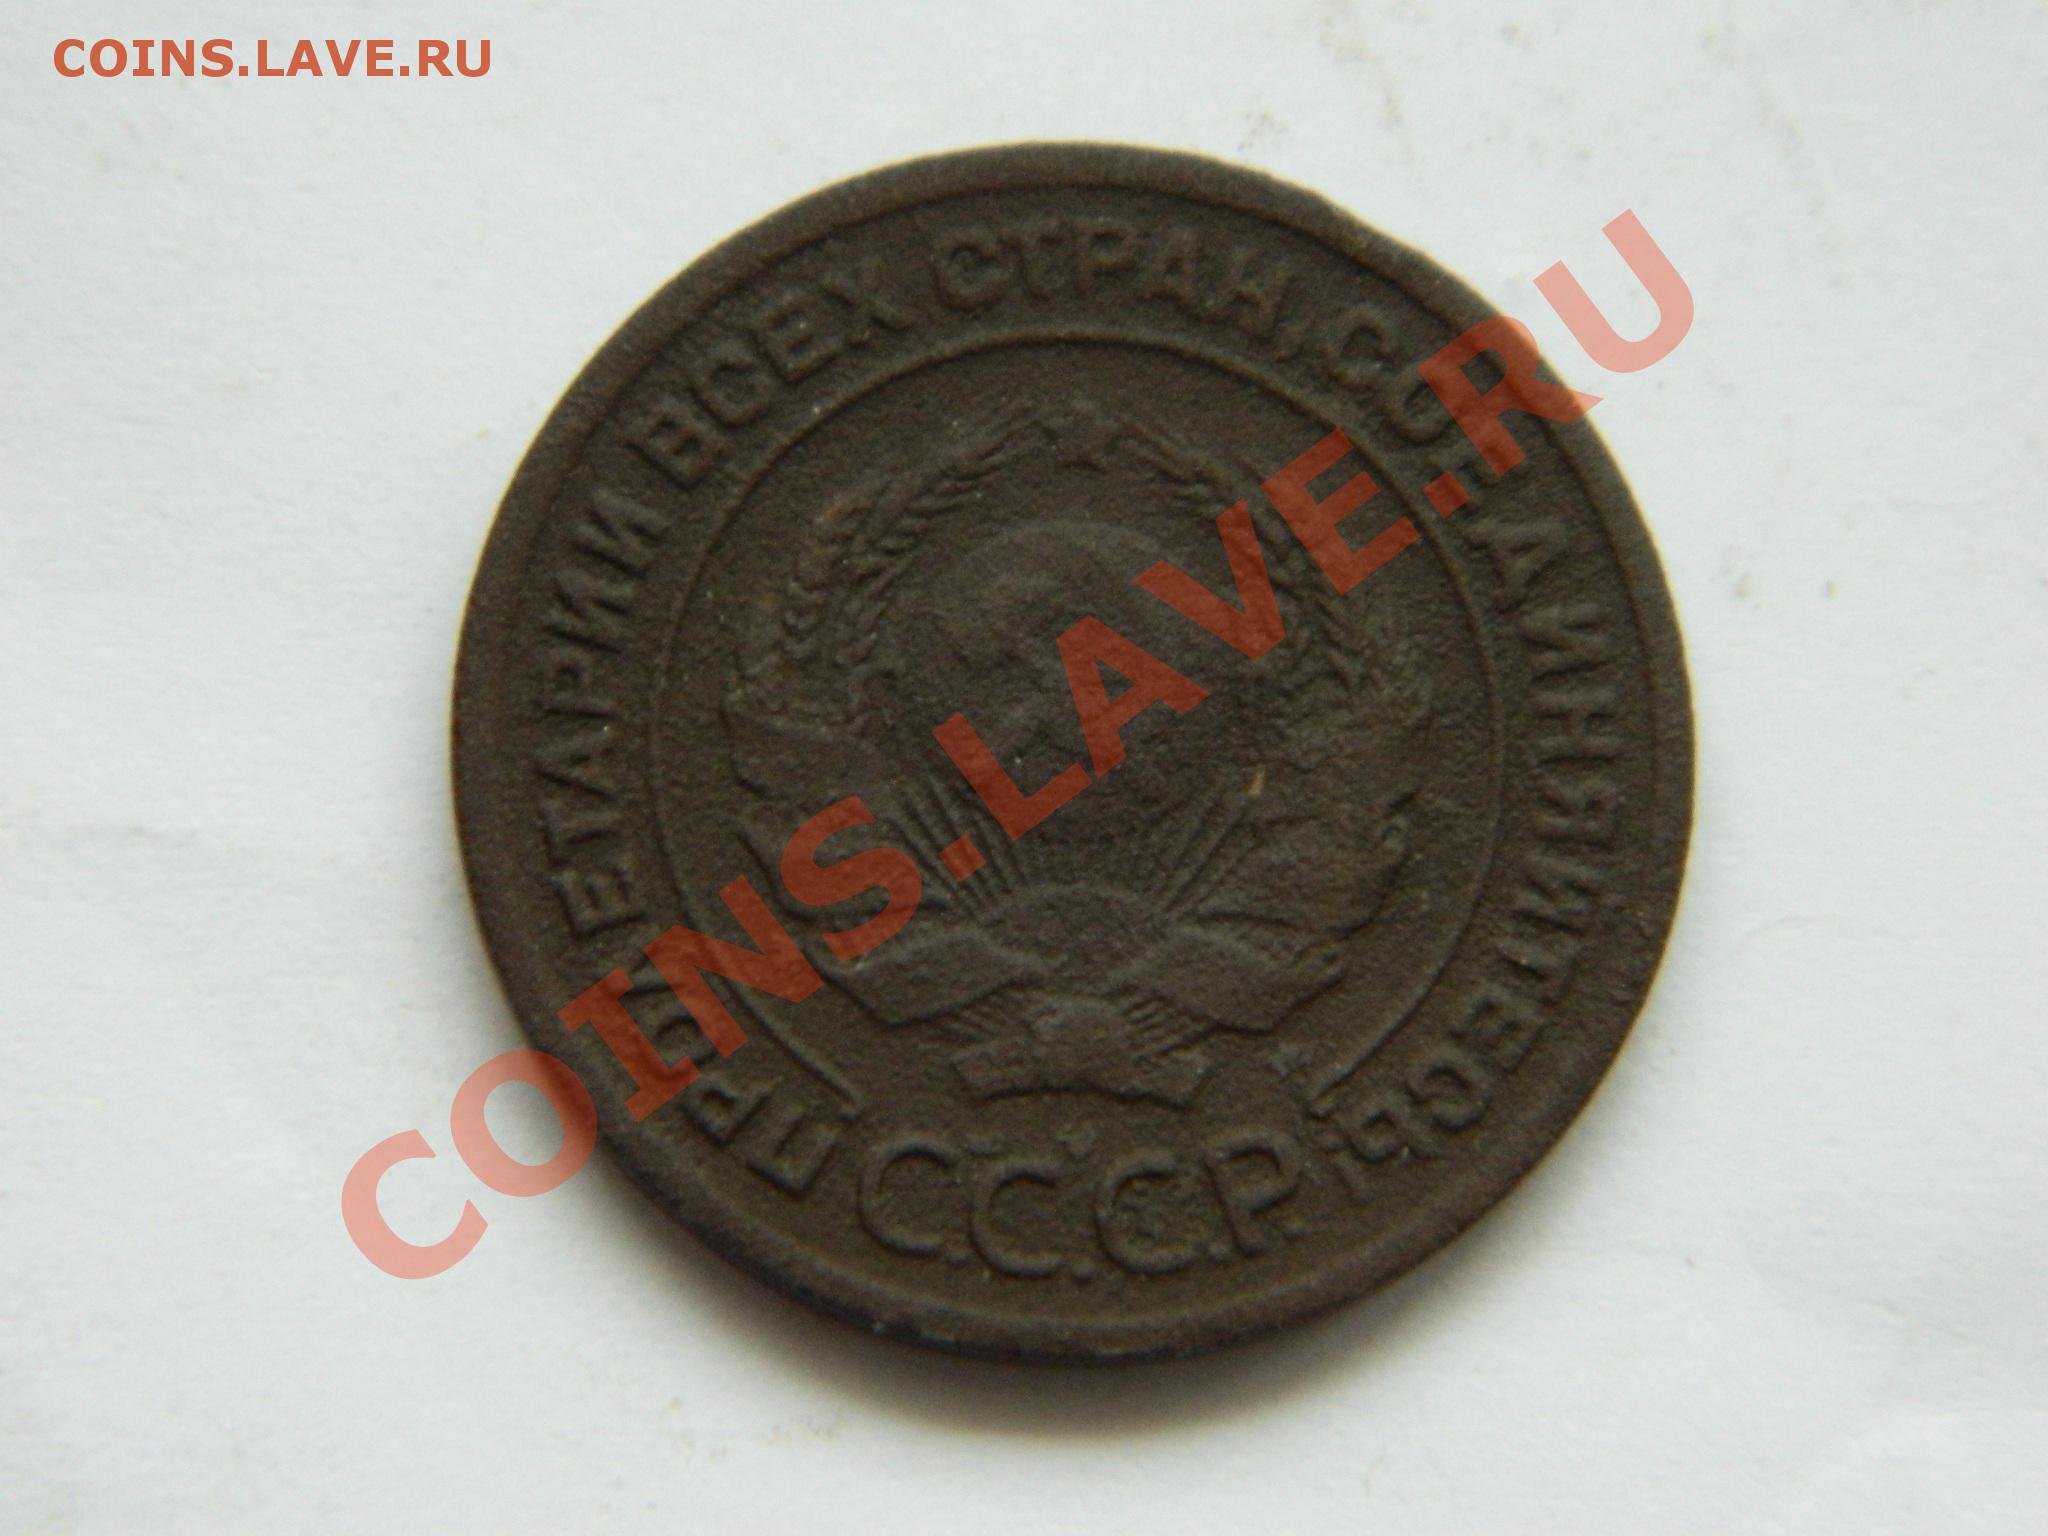 COINS.LAVE.RU
ПРОЛЕТАРИИ ВСЕХ СТРАН, СОЕДИНЯЙТЕСЬ!
С.С.С.Р.
COINS.LAVE.RU